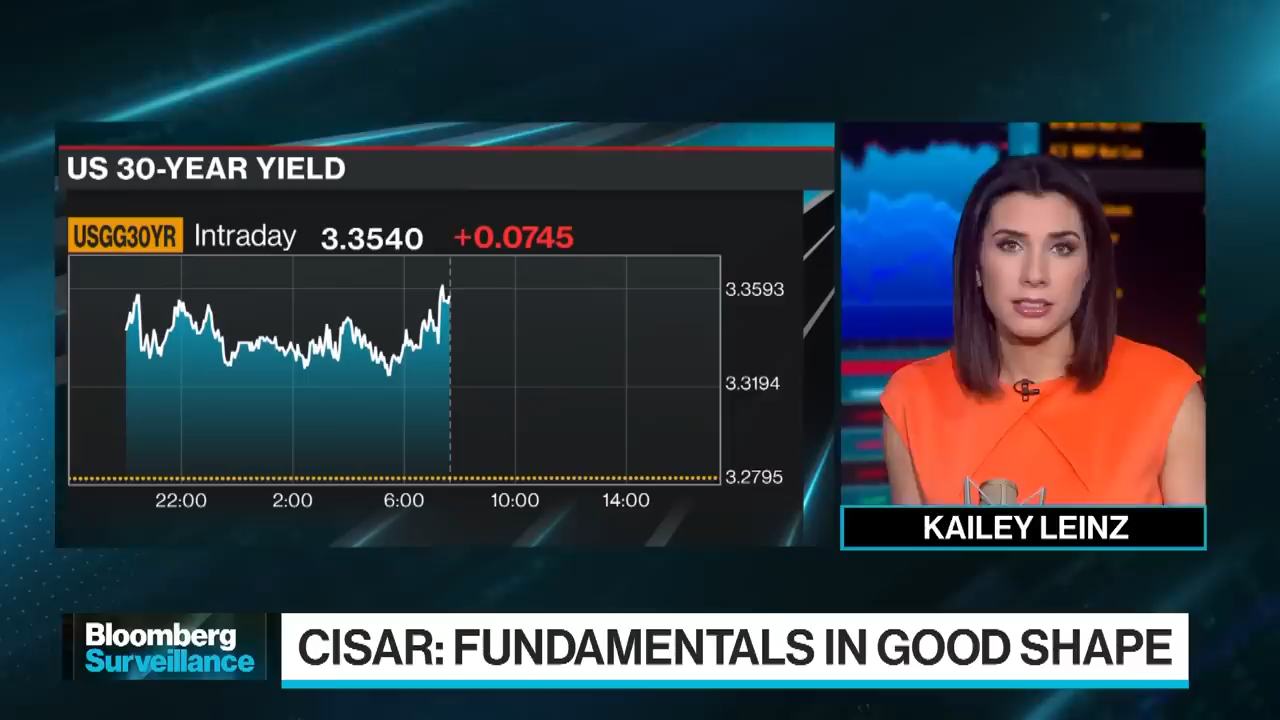 US 30-YEAR YIELD
USGG30YR Intraday 3.3540 +0.0745
3.3593
3.3194
3.2795
22:00 2:00 6:00 10:00 14:00
KAILEY LEINZ
Bloomberg
Surveillance
CISAR: FUNDAMENTALS IN GOOD SHAPE